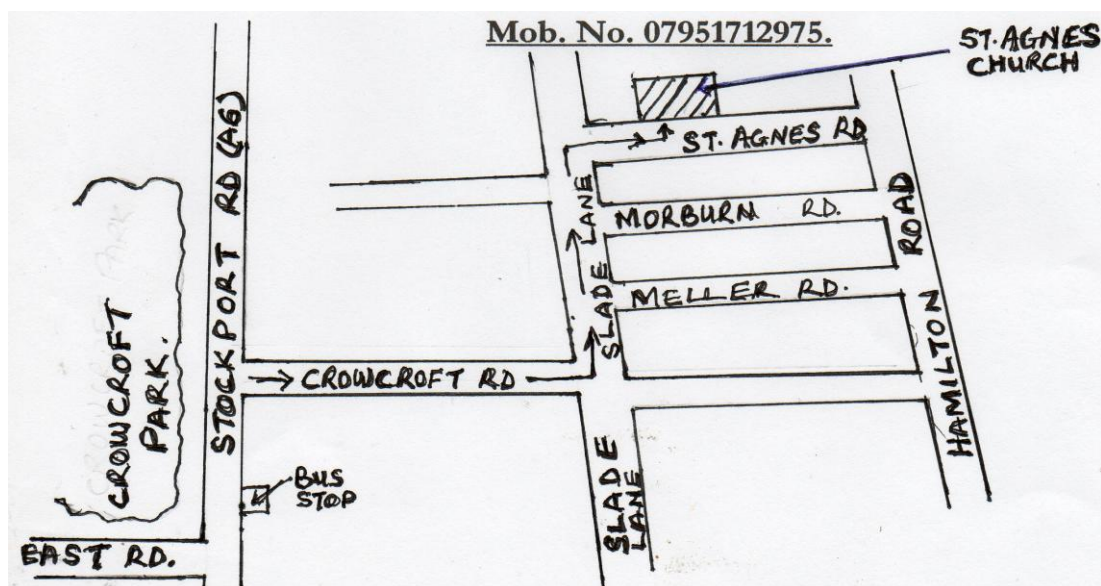 Mob. No. 07951712975.
ST. AGNES
CHURCH
STOCKPORT RD (A6)
ST. AGNES RD
MORBURN RD.
SLADE LANE
MELLER RD.
HAMILTON ROAD
CROWCROFT
PARK.
CROWCROFT RD
BUS
STOP
SLADE
LANE
EAST RD.